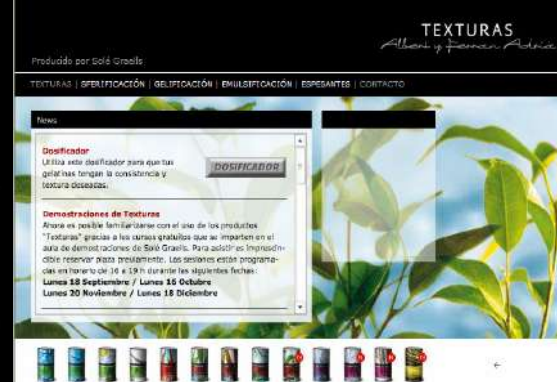 TEXTURAS
Albert y Ferran Adrià
Producido por Solé Graells
TEXTURAS | SFERIFICACIÓN | GELIFICACIÓN | EMULSIFICACIÓN | ESPESANTES | CONTACTO
News
Dosificador
Utiliza este dosificador para que tus
gelatinas tengan la consistencia y
textura deseadas.
DOSIFICADOR
Demostraciones de Texturas
Ahora es posible familiarizarse con el uso de los productos
"Texturas" gracias a los cursos gratuitos que se imparten en el
aula de demostraciones de Solé Graells. Para asistir es imprescin-
dible reservar plaza previamente. Las sesiones están programa-
das en horario de 16 a 19 h durante las siguientes fechas:
Lunes 18 Septiembre / Lunes 16 Octubre
Lunes 20 Noviembre / Lunes 18 Diciembre